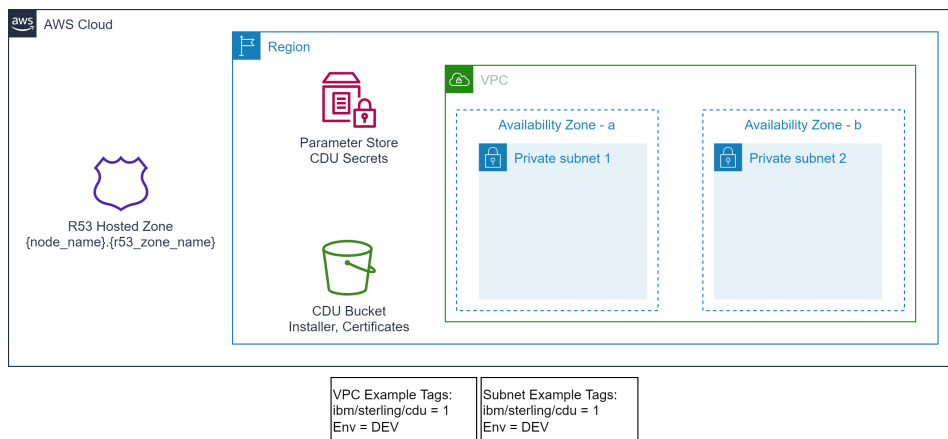 aws
AWS Cloud
Region
VPC
Parameter Store
CDU Secrets
Availability Zone - a
Private subnet 1
Availability Zone - b
Private subnet 2
R53 Hosted Zone
{node_name}.{r53_zone_name}
CDU Bucket
Installer, Certificates
VPC Example Tags:
ibm/sterling/cdu = 1
Env = DEV
Subnet Example Tags:
ibm/sterling/cdu = 1
Env = DEV